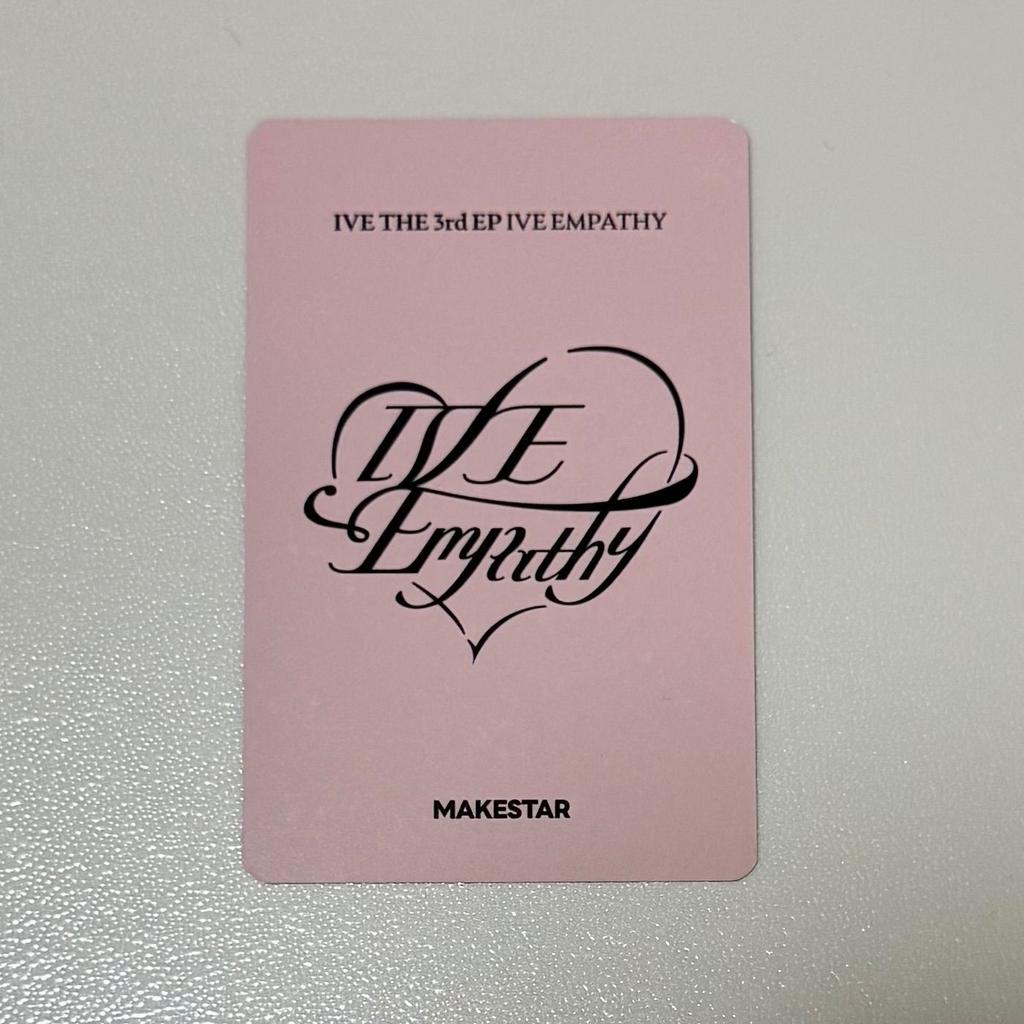 IVE THE 3rd EP IVE EMPATHY
IVE
Empathy
MAKESTAR